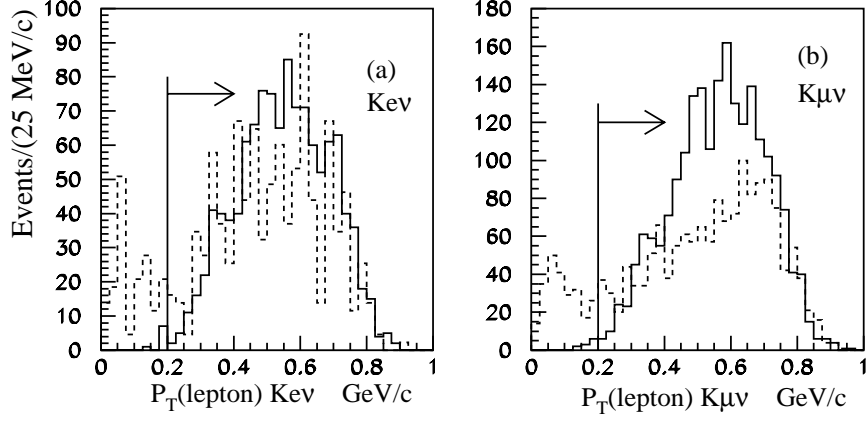 Events/(25 MeV/c)
100
90
80
70
60
50
40
30
20
10
0
0 0.2 0.4 0.6 0.8 1
(a)
Keν
P_T(lepton) Keν GeV/c
180
160
140
120
100
80
60
40
20
0
0 0.2 0.4 0.6 0.8 1
(b)
Kμν
P_T(lepton) Kμν GeV/c